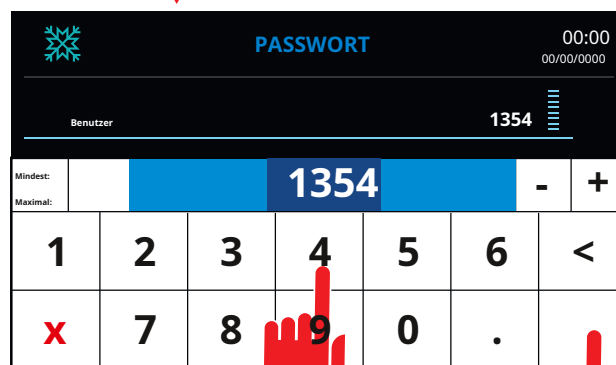 PASSWORT
00:00
00/00/0000
Benutzer 1354
Mindest:
Maximal:
1354 - +
1 2 3 4 5 6 <
x 7 8 9 0 .